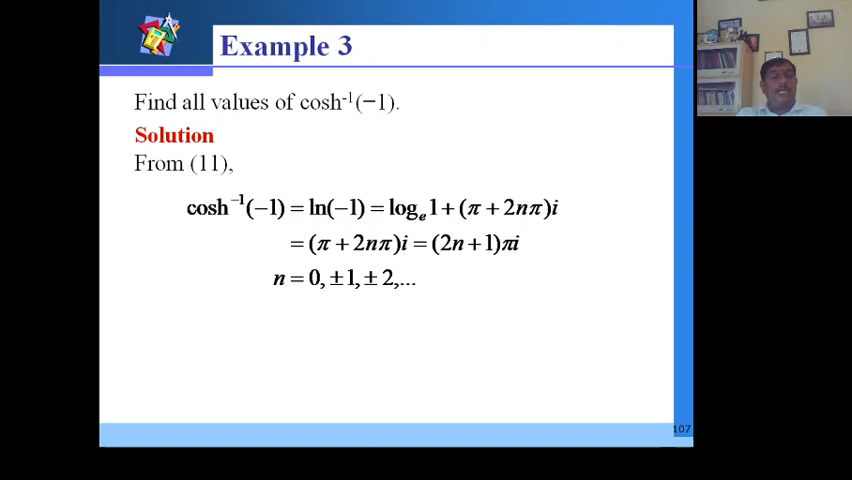 Example 3
Find all values of cosh⁻¹(−1).
Solution
From (11),
cosh⁻¹(−1) = ln(−1) = logₑ1 + (π + 2nπ)i
= (π + 2nπ)i = (2n + 1)πi
n = 0, ± 1, ± 2,...
107